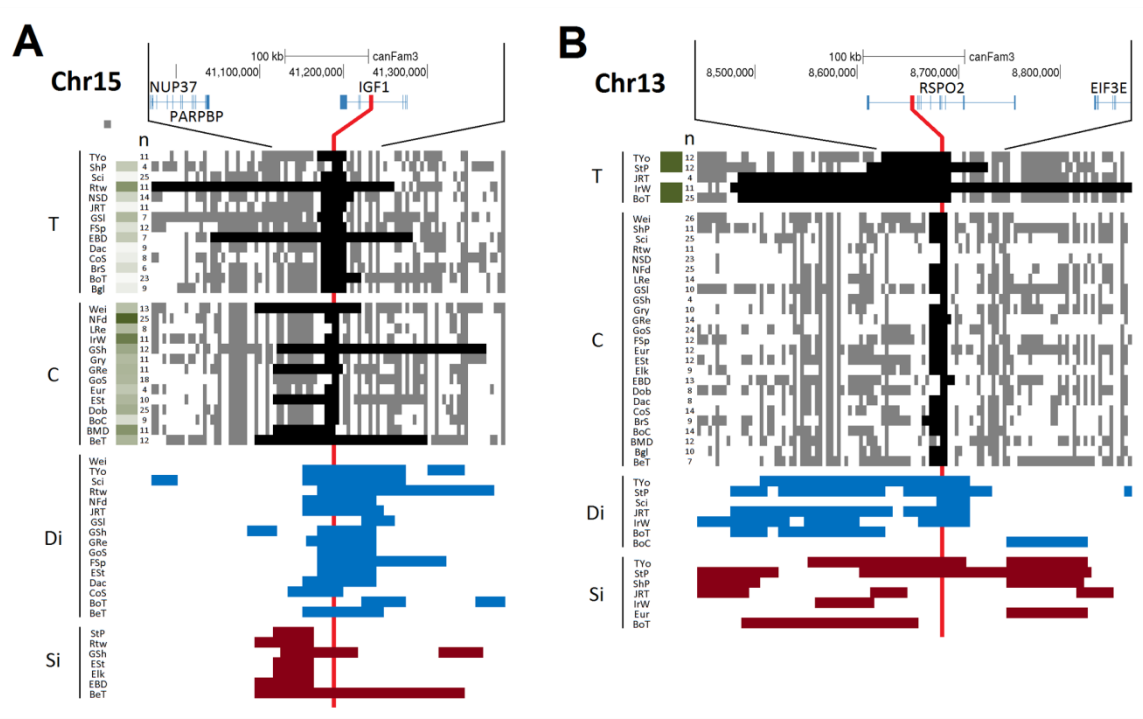 A
Chr15
100 kb canFam3
41,100,000 41,200,000 41,300,000
NUP37 IGF1
PARPBP
n
T
TYo 11
ShP 4
Sci 25
Rtw 11
NSD 14
JRT 11
GSl 7
FSp 12
EBD 7
Dac 9
CoS 8
BrS 6
BoT 23
Bgl 9
C
Wei 13
NFd 25
LRe 8
IrW 11
GSh 12
Gry 11
GRe 11
GoS 18
Eur 4
ESt 10
Dob 25
BoC 9
BMD 11
BeT 12
Di
Wei
TYo
Sci
Rtw
NFd
JRT
GSl
GSh
GRe
GoS
FSp
ESt
Dac
CoS
BoT
BeT
Si
StP
Rtw
GSh
ESt
Elk
EBD
BeT
B
Chr13
100 kb canFam3
8,500,000 8,600,000 8,700,000 8,800,000
RSPO2 EIF3E
n
T
TYo 12
StP 12
JRT 4
IrW 11
BoT 25
C
Wei 26
ShP 11
Sci 25
Rtw 11
NSD 23
NFd 25
LRe 14
GSl 10
GSh 4
Gry 10
GRe 14
GoS 24
FSp 12
Eur 12
ESt 12
Elk 9
EBD 13
Dob 8
Dac 8
CoS 14
BrS 9
BoC 14
BMD 12
Bgl 10
BeT 7
Di
TYo
StP
Sci
JRT
IrW
BoT
BoC
Si
TYo
StP
ShP
JRT
IrW
Eur
BoT